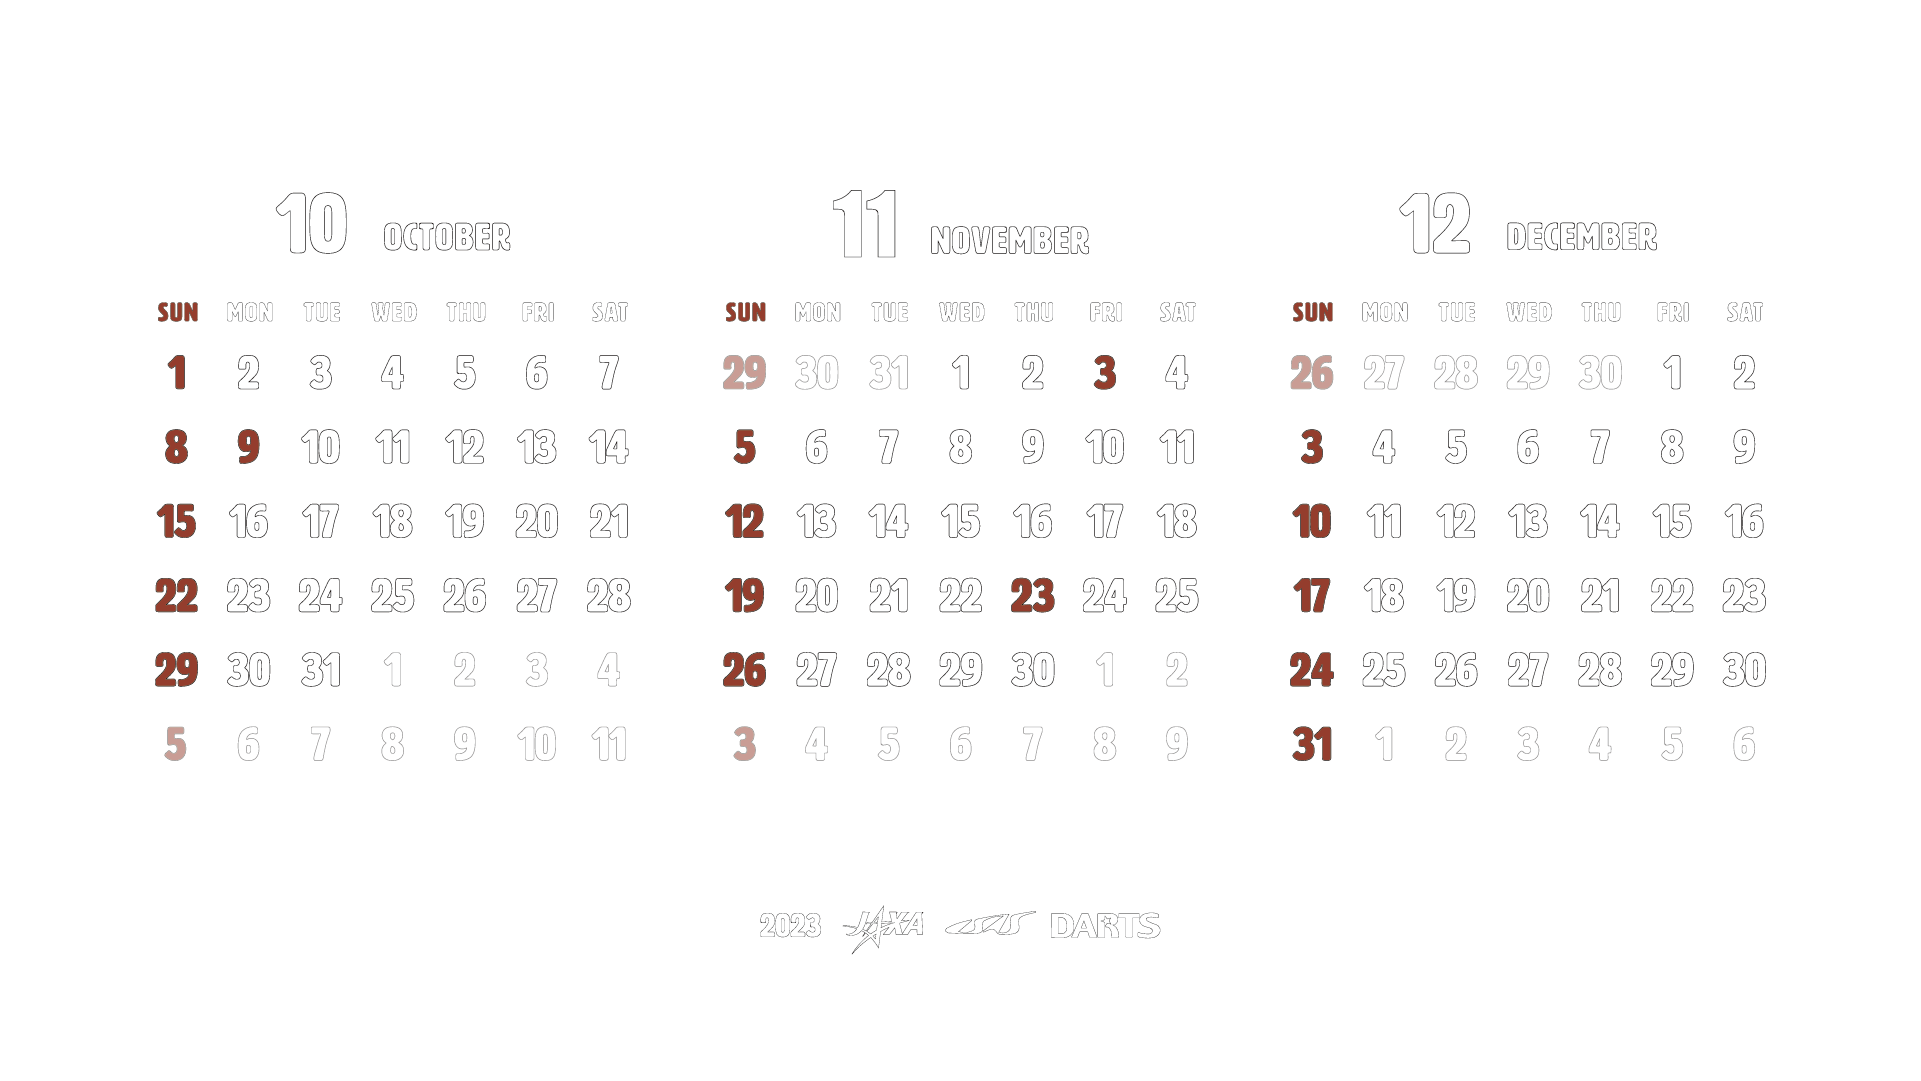 10 OCTOBER
SUN MON TUE WED THU FRI SAT
1 2 3 4 5 6 7
8 9 10 11 12 13 14
15 16 17 18 19 20 21
22 23 24 25 26 27 28
29 30 31 1 2 3 4
5 6 7 8 9 10 11
11 NOVEMBER
SUN MON TUE WED THU FRI SAT
29 30 31 1 2 3 4
5 6 7 8 9 10 11
12 13 14 15 16 17 18
19 20 21 22 23 24 25
26 27 28 29 30 1 2
3 4 5 6 7 8 9
12 DECEMBER
SUN MON TUE WED THU FRI SAT
26 27 28 29 30 1 2
3 4 5 6 7 8 9
10 11 12 13 14 15 16
17 18 19 20 21 22 23
24 25 26 27 28 29 30
31 1 2 3 4 5 6
2023 JAXA ISAS DARTS